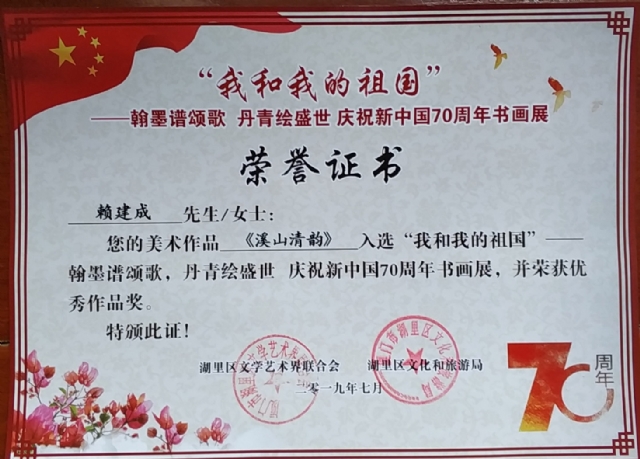 “我和我的祖国”
——翰墨谱颂歌 丹青绘盛世 庆祝新中国70周年书画展
荣誉证书
赖建成 先生/女士：
您的美术作品《溪山清韵》入选“我和我的祖国”——
翰墨谱颂歌，丹青绘盛世 庆祝新中国70周年书画展，并荣获优
秀作品奖。
特颁此证！
湖里区文学艺术界联合会 湖里区文化和旅游局
二零一九年七月
70周年